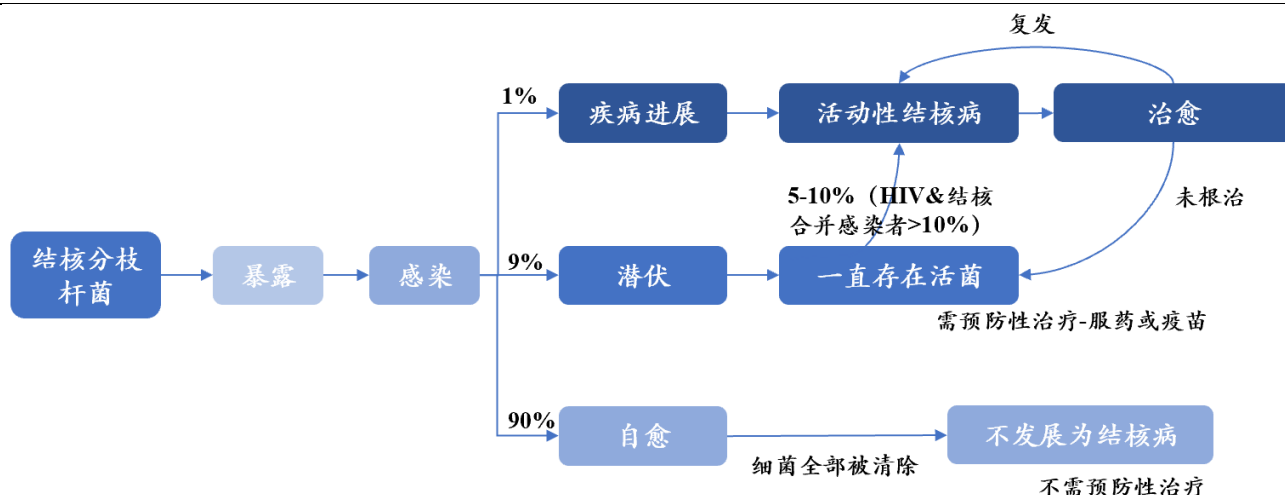 复发
1%
疾病进展
活动性结核病
治愈
5-10%（HIV&结核
合并感染者>10%）
未根治
结核分枝
杆菌
暴露
感染
9%
潜伏
一直存在活菌
需预防性治疗-服药或疫苗
90%
自愈
细菌全部被清除
不发展为结核病
不需预防性治疗